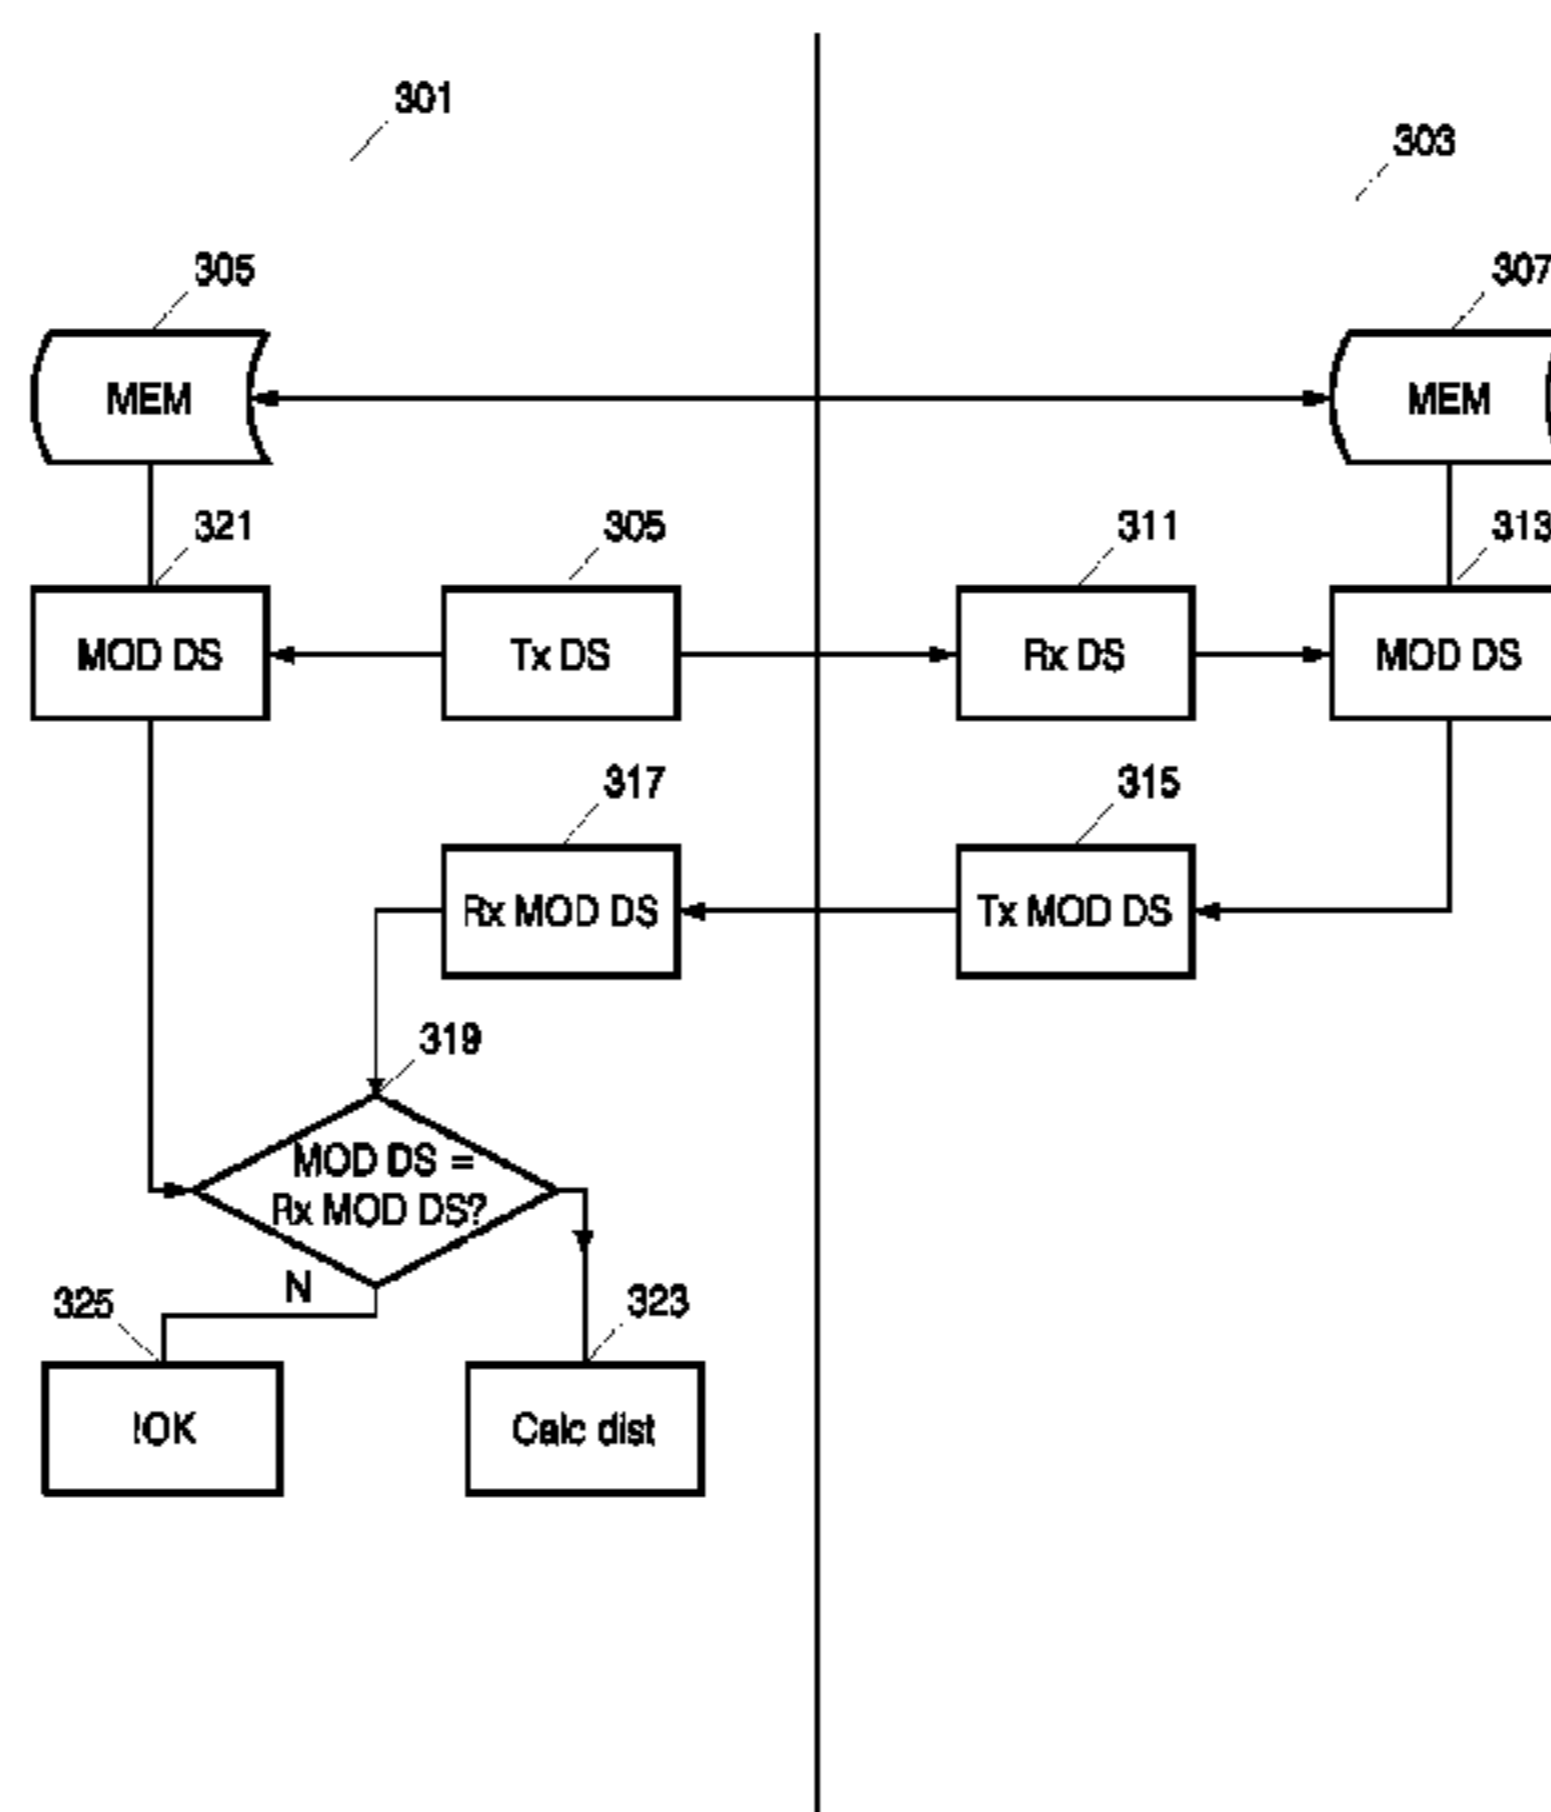 301
303
305
307
MEM
MEM
321
305
311
313
MOD DS
Tx DS
Rx DS
MOD DS
317
315
Rx MOD DS
Tx MOD DS
319
MOD DS =
Rx MOD DS?
N
325
323
!OK
Calc dist